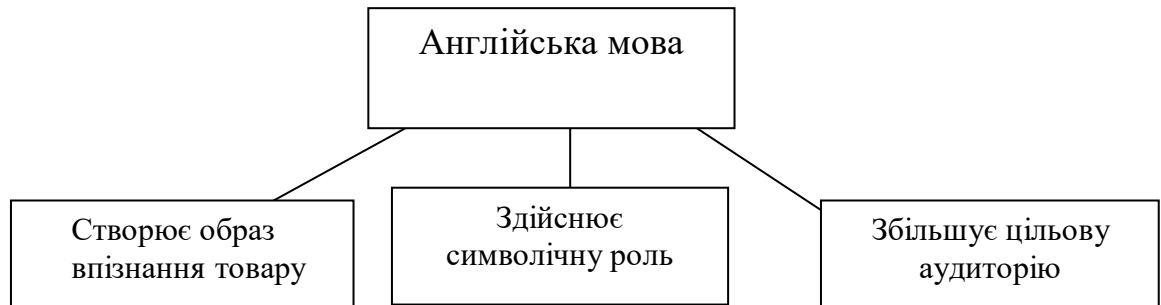 Англійська мова
Створює образ
впізнання товару
Здійснює
символічну роль
Збільшує цільову
аудиторію